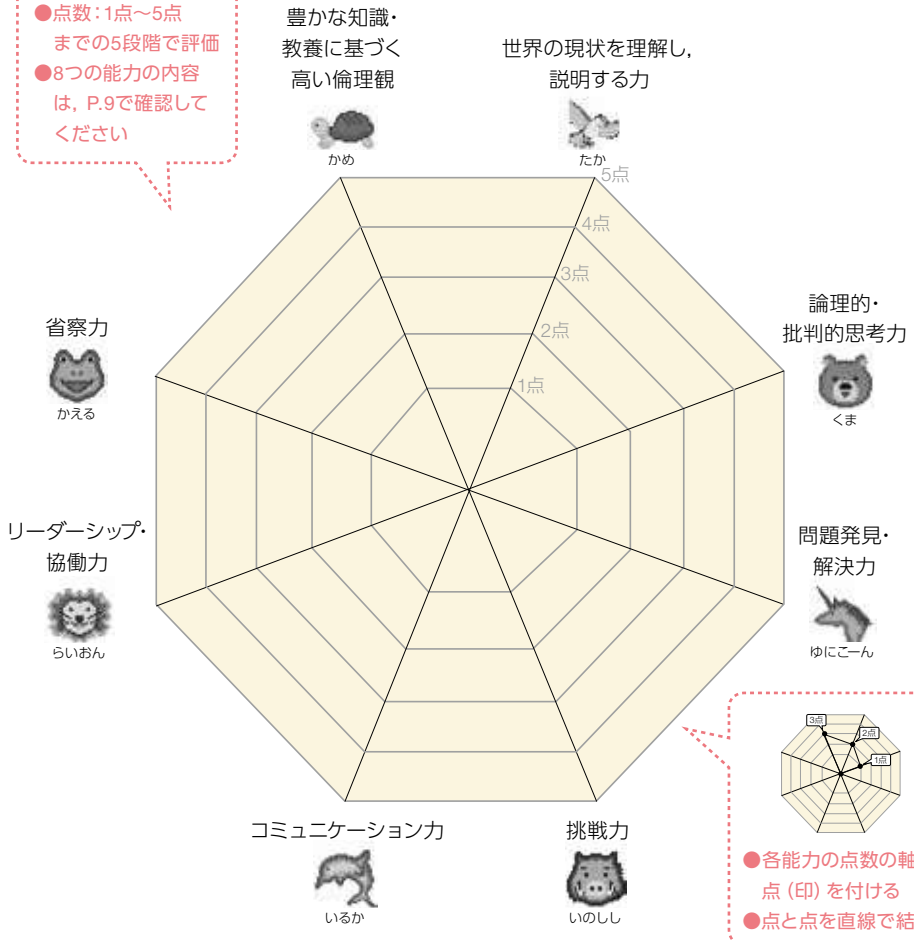 ●点数：1点〜5点
までの5段階で評価
●8つの能力の内容
は，P.9で確認して
ください
豊かな知識・
教養に基づく
高い倫理観
かめ
世界の現状を理解し，
説明する力
たか
5点
4点
3点
2点
1点
論理的・
批判的思考力
くま
省察力
かえる
リーダーシップ・
協働力
らいおん
問題発見・
解決力
ゆにこーん
コミュニケーション力
いるか
挑戦力
いのしし
3点
2点
1点
●各能力の点数の軸
点（印）を付ける
●点と点を直線で結